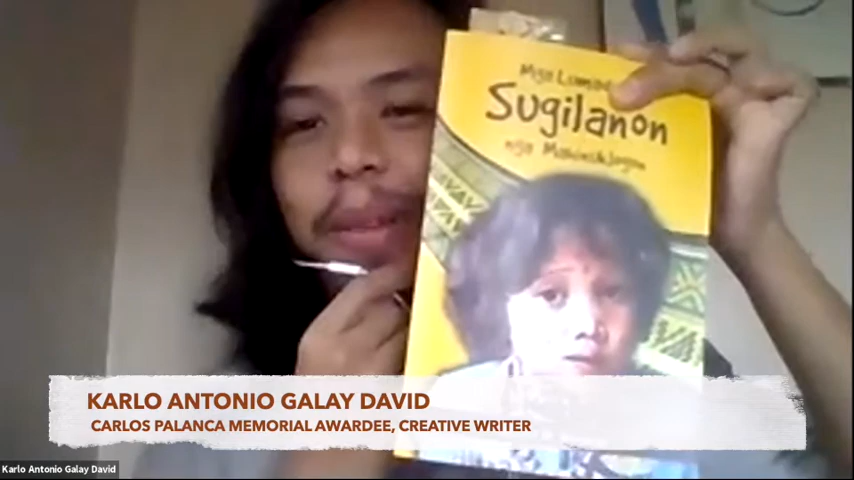 Mga
Sugilanon
nga
KARLO ANTONIO GALAY DAVID
CARLOS PALANCA MEMORIAL AWARDEE, CREATIVE WRITER
Karlo Antonio Galay David